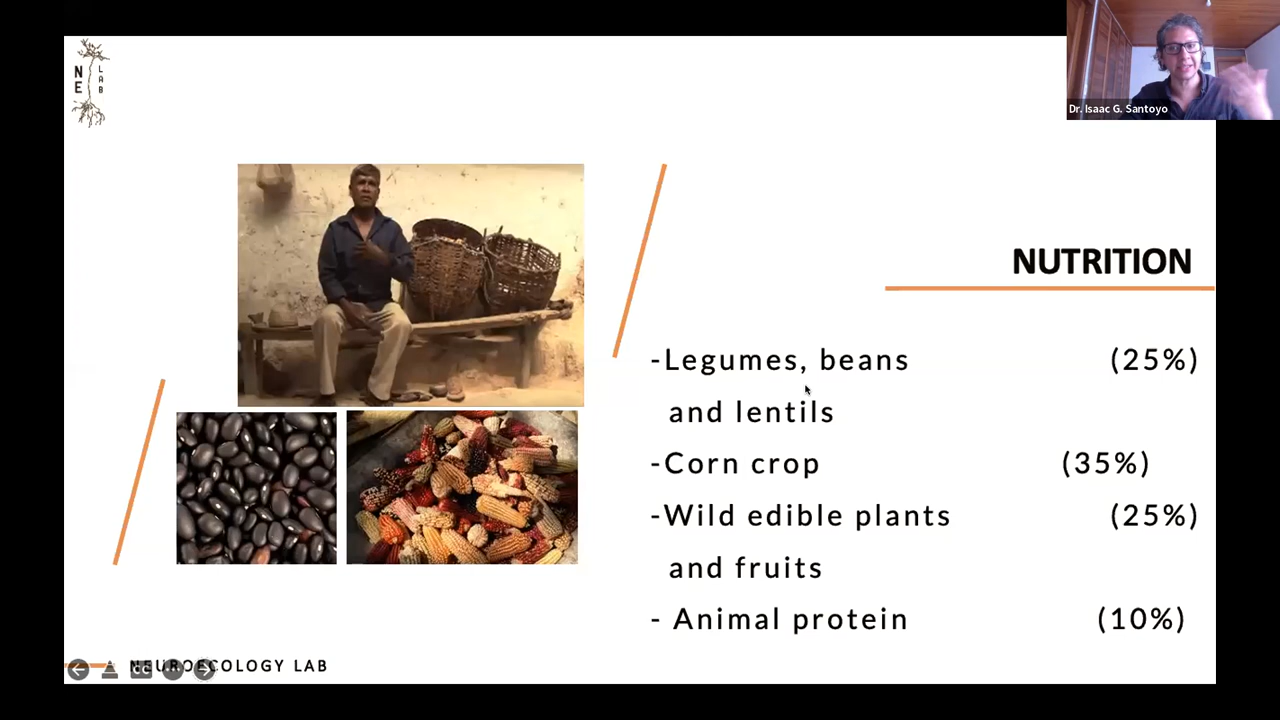 NE LAB
Dr. Isaac G. Santoyo
NUTRITION
-Legumes, beans (25%)
and lentils
-Corn crop (35%)
-Wild edible plants (25%)
and fruits
- Animal protein (10%)
CC
NEUROECOLOGY LAB